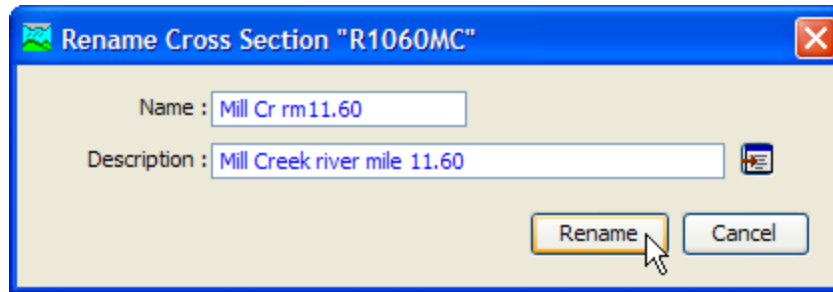 Rename Cross Section "R1060MC"
Name : Mill Cr rm11.60
Description : Mill Creek river mile 11.60
Rename Cancel